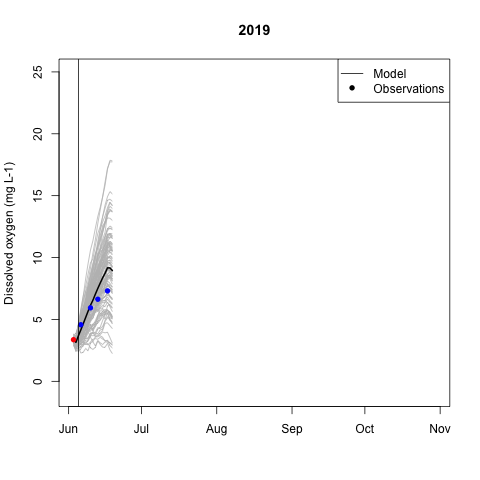 2019
Model
Observations
Dissolved oxygen (mg L-1)
25
20
15
10
5
0
Jun Jul Aug Sep Oct Nov